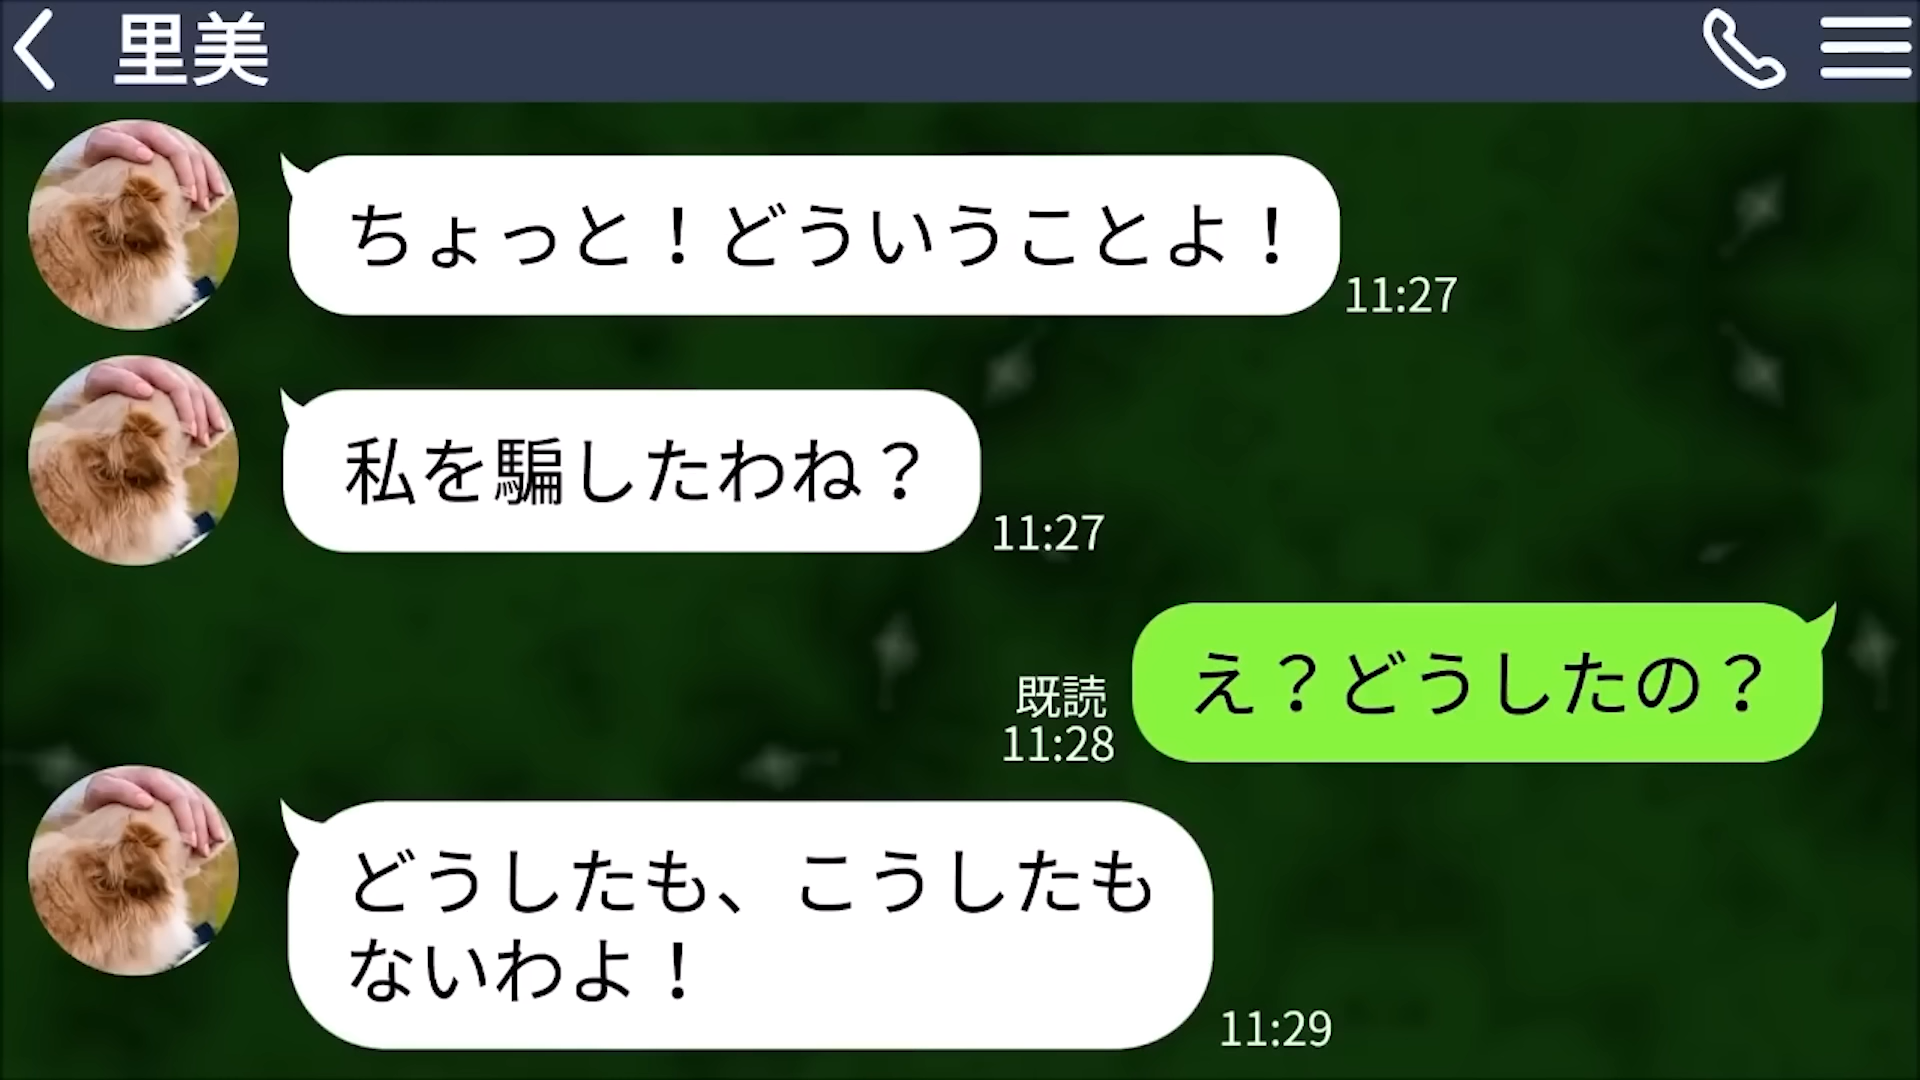 里美
ちょっと！どういうことよ！
11:27
私を騙したわね？
11:27
え？どうしたの？
既読
11:28
どうしたも、こうしたも
ないわよ！
11:29